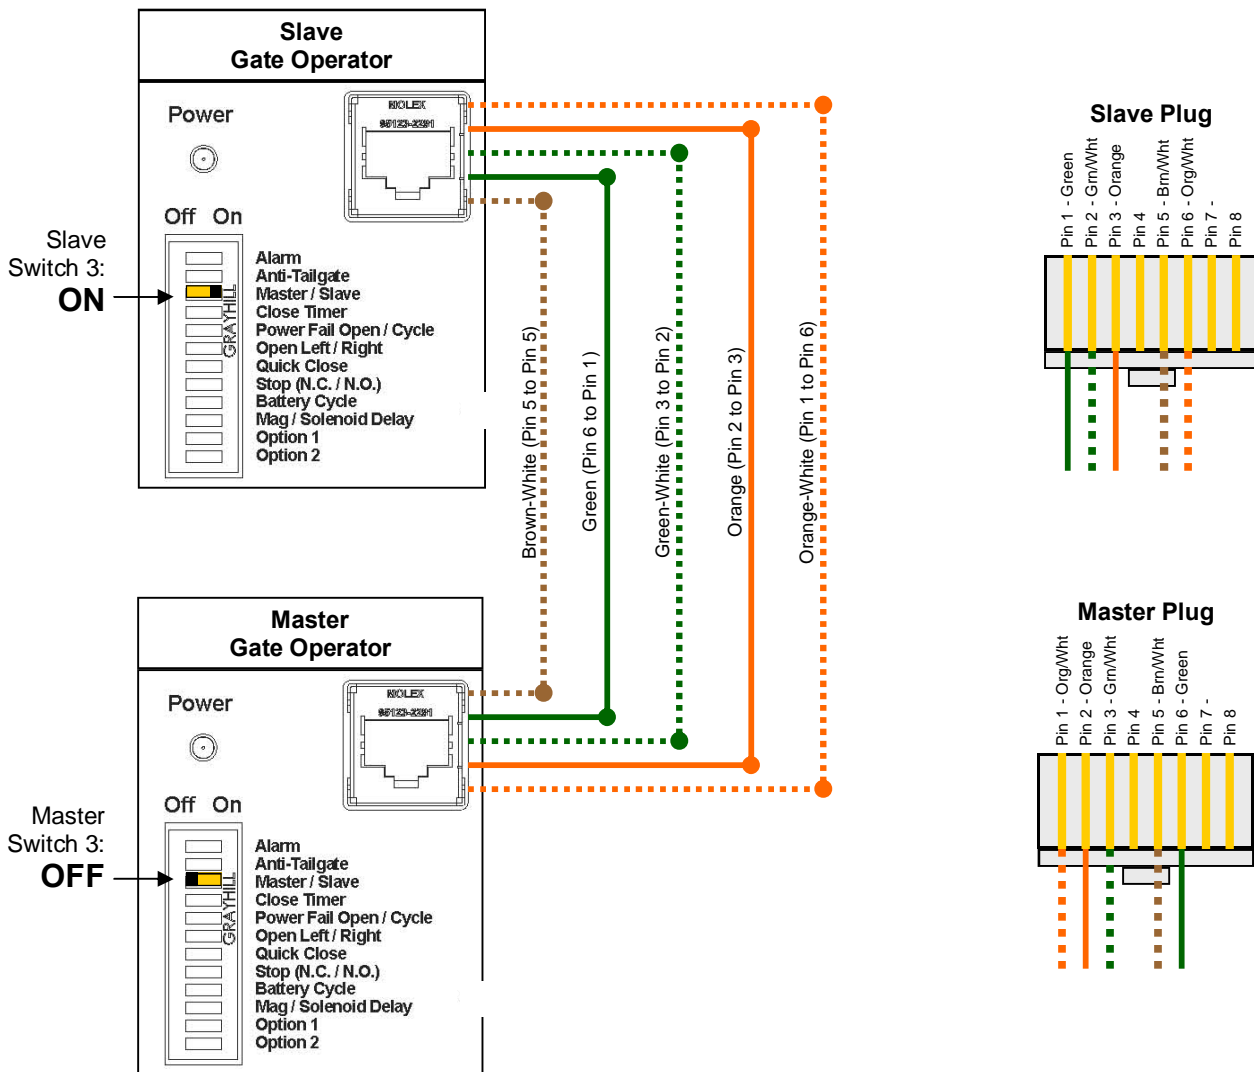 Slave
Gate Operator
Power
MOLEX
95123-2281
Off On
Slave
Switch 3:
ON
GRAYHILL
Alarm
Anti-Tailgate
Master / Slave
Close Timer
Power Fail Open / Cycle
Open Left / Right
Quick Close
Stop (N.C. / N.O.)
Battery Cycle
Mag / Solenoid Delay
Option 1
Option 2
Brown-White (Pin 5 to Pin 5)
Green (Pin 6 to Pin 1)
Green-White (Pin 3 to Pin 2)
Orange (Pin 2 to Pin 3)
Orange-White (Pin 1 to Pin 6)
Slave Plug
Pin 1 - Green
Pin 2 - Grn/Wht
Pin 3 - Orange
Pin 4
Pin 5 - Brn/Wht
Pin 6 - Org/Wht
Pin 7 -
Pin 8
Master
Gate Operator
Power
MOLEX
95123-2281
Off On
Master
Switch 3:
OFF
GRAYHILL
Alarm
Anti-Tailgate
Master / Slave
Close Timer
Power Fail Open / Cycle
Open Left / Right
Quick Close
Stop (N.C. / N.O.)
Battery Cycle
Mag / Solenoid Delay
Option 1
Option 2
Master Plug
Pin 1 - Org/Wht
Pin 2 - Orange
Pin 3 - Grn/Wht
Pin 4
Pin 5 - Brn/Wht
Pin 6 - Green
Pin 7 -
Pin 8